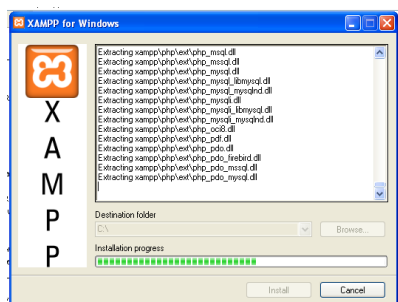 XAMPP for Windows
Extracting xampp\php\ext\php_msql.dll
Extracting xampp\php\ext\php_mssql.dll
Extracting xampp\php\ext\php_mysql.dll
Extracting xampp\php\ext\php_mysql_libmysql.dll
Extracting xampp\php\ext\php_mysql_mysqlnd.dll
Extracting xampp\php\ext\php_mysqli.dll
Extracting xampp\php\ext\php_mysqli_libmysql.dll
Extracting xampp\php\ext\php_mysqli_mysqlnd.dll
Extracting xampp\php\ext\php_oci8.dll
Extracting xampp\php\ext\php_pdf.dll
Extracting xampp\php\ext\php_pdo.dll
Extracting xampp\php\ext\php_pdo_firebird.dll
Extracting xampp\php\ext\php_pdo_mssql.dll
Extracting xampp\php\ext\php_pdo_mysql.dll
X
A
M
P
P
Destination folder
C:\
Browse...
Installation progress
Install
Cancel